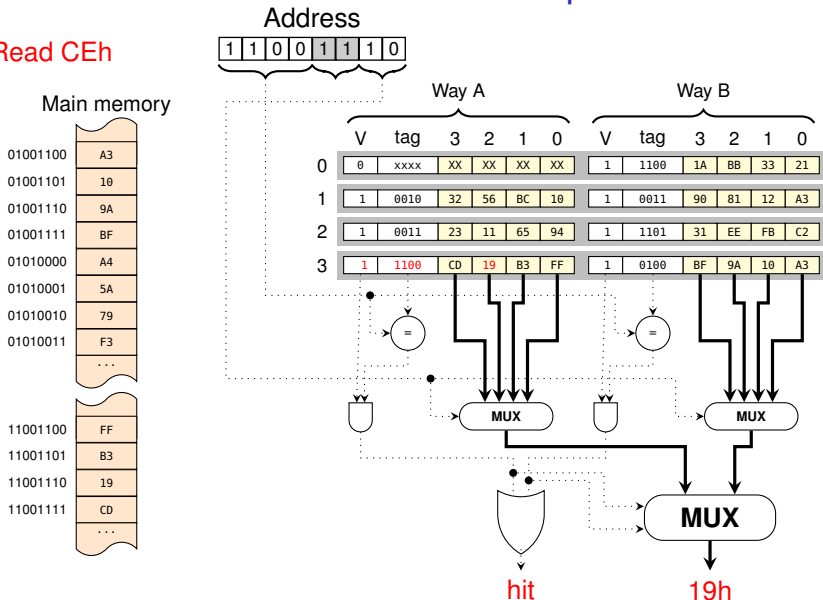 Address
Read CEh
1 1 0 0 1 1 1 0
Main memory
Way A
Way B
V tag 3 2 1 0 V tag 3 2 1 0
0 0 xxxx XX XX XX XX 1 1100 1A BB 33 21
1 1 0010 32 56 BC 10 1 0011 90 81 12 A3
2 1 0011 23 11 65 94 1 1101 31 EE FB C2
3 1 1100 CD 19 B3 FF 1 0100 BF 9A 10 A3
01001100 A3
01001101 10
01001110 9A
01001111 BF
01010000 A4
01010001 5A
01010010 79
01010011 F3
...
11001100 FF
11001101 B3
11001110 19
11001111 CD
...
= =
MUX MUX
MUX
hit 19h